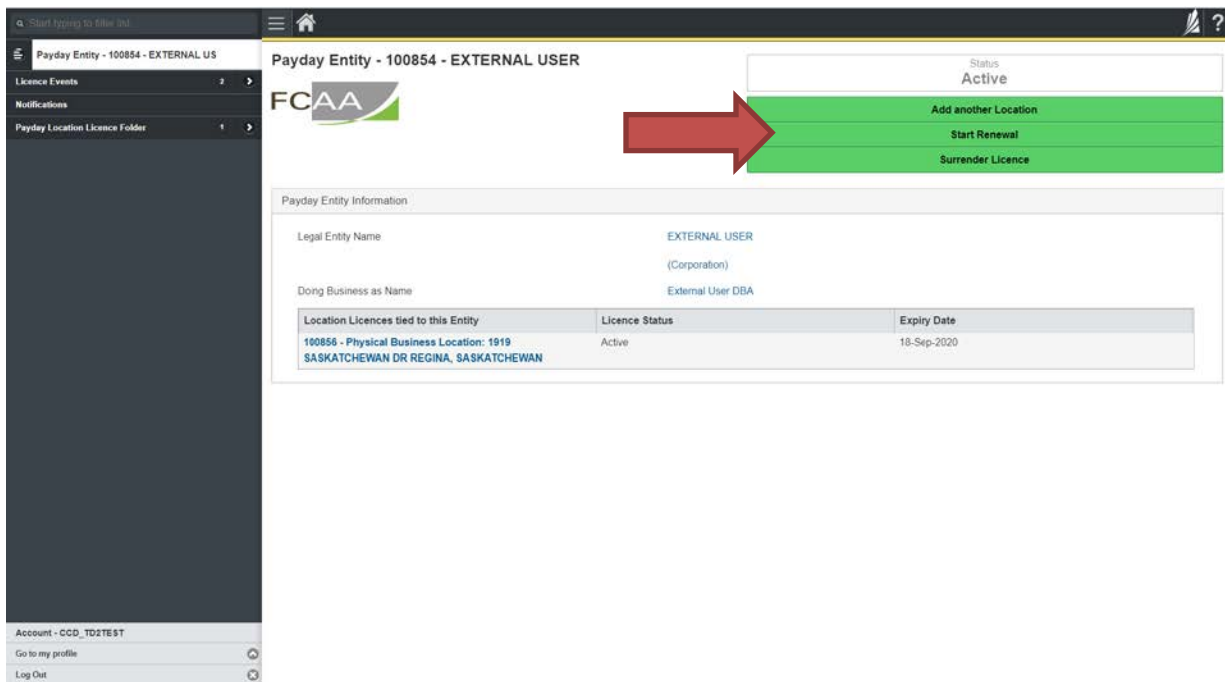 Start typing to filter list
Payday Entity - 100854 - EXTERNAL US
Licence Events 2
Notifications
Payday Location Licence Folder 1
?
Payday Entity - 100854 - EXTERNAL USER
FCAA
Status
Active
Add another Location
Start Renewal
Surrender Licence
Payday Entity Information
Legal Entity Name EXTERNAL USER
(Corporation)
Doing Business as Name External User DBA
Location Licences tied to this Entity Licence Status Expiry Date
100856 - Physical Business Location: 1919 Active 18-Sep-2020
SASKATCHEWAN DR REGINA, SASKATCHEWAN
Account - CCD_TD2TEST
Go to my profile
Log Out